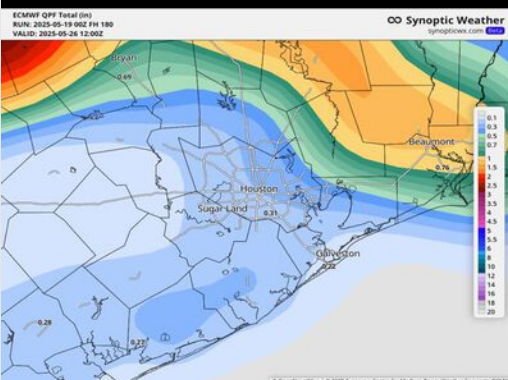 ECMWF QPF Total (in)
RUN: 2025-05-19 00Z FH 180
VALID: 2025-05-26 12:00Z
Synoptic Weather
synopticwx.com Beta
Bryan
0.69
Beaumont
0.76
Houston
Sugar Land
0.31
Galveston
0.22
0.28
0.1
0.3
0.5
0.7
1
1.5
2
2.5
3
3.5
4
4.5
5
5.5
6
8
10
12
14
16
18
20